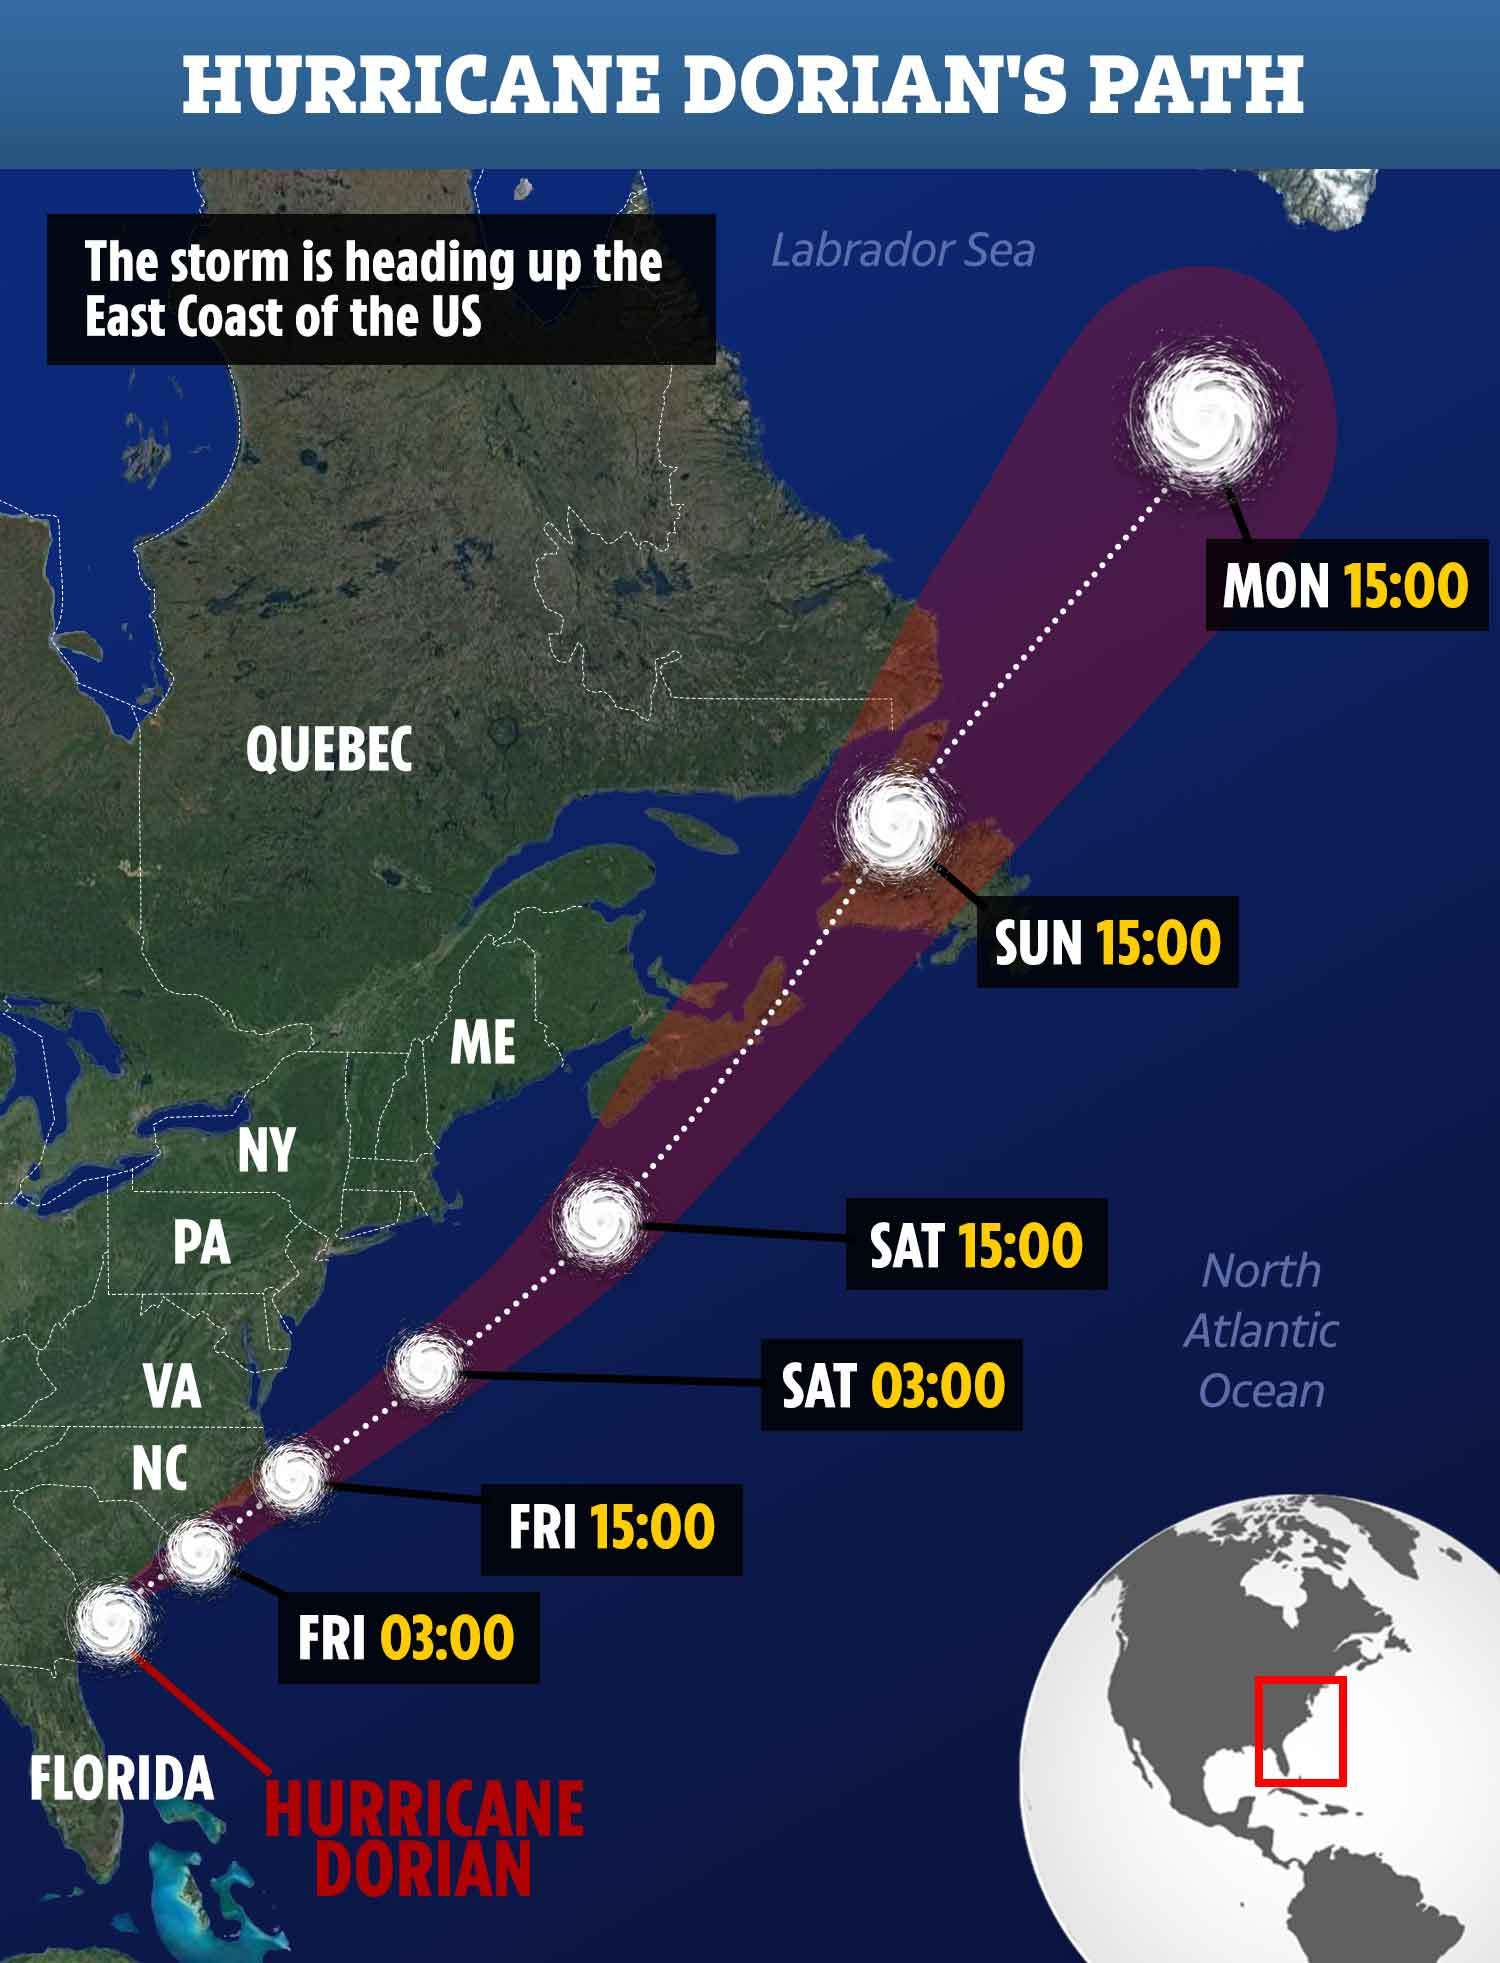 HURRICANE DORIAN'S PATH
The storm is heading up the
East Coast of the US
Labrador Sea
MON 15:00
QUEBEC
SUN 15:00
ME
NY
PA
SAT 15:00
North
Atlantic
Ocean
VA
SAT 03:00
NC
FRI 15:00
FRI 03:00
FLORIDA
HURRICANE
DORIAN